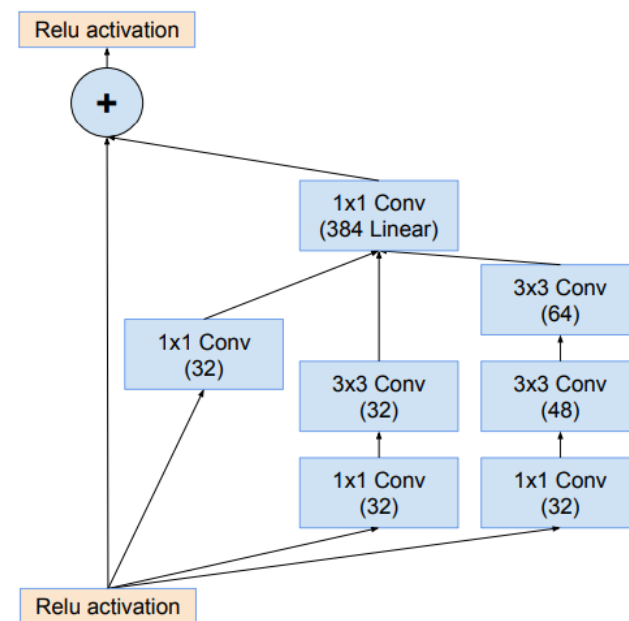 Relu activation
+
1x1 Conv
(384 Linear)
3x3 Conv
(64)
1x1 Conv
(32)
3x3 Conv
(32)
3x3 Conv
(48)
1x1 Conv
(32)
1x1 Conv
(32)
Relu activation